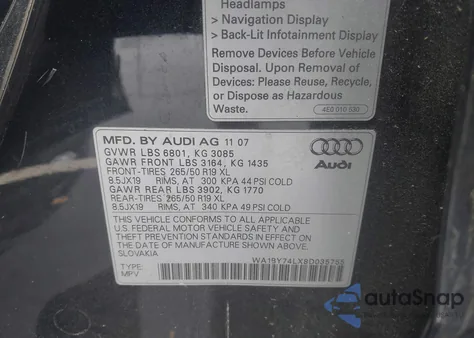 Headlamps
> Navigation Display
> Back-Lit Infotainment Display
Remove Devices Before Vehicle
Disposal. Upon Removal of
Devices: Please Reuse, Recycle,
or Dispose as Hazardous
Waste.
4E0 010 530
MFD. BY AUDI AG 11 07
GVWR LBS 6801, KG 3085
GAWR FRONT LBS 3164, KG 1435
FRONT-TIRES 265/50 R19 XL
8.5JX19 RIMS, AT 300 KPA 44 PSI COLD
GAWR REAR LBS 3902, KG 1770
REAR-TIRES 265/50 R19 XL
8.5JX19 RIMS, AT 340 KPA 49 PSI COLD
THIS VEHICLE CONFORMS TO ALL APPLICABLE
U.S. FEDERAL MOTOR VEHICLE SAFETY
STANDARDS IN EFFECT ON THE
DATE OF MANUFACTURE SHOWN ABOVE.
SLOVAKIA
Audi
WA1BY74LX8D035755
TYPE:
MPV
autoSnap